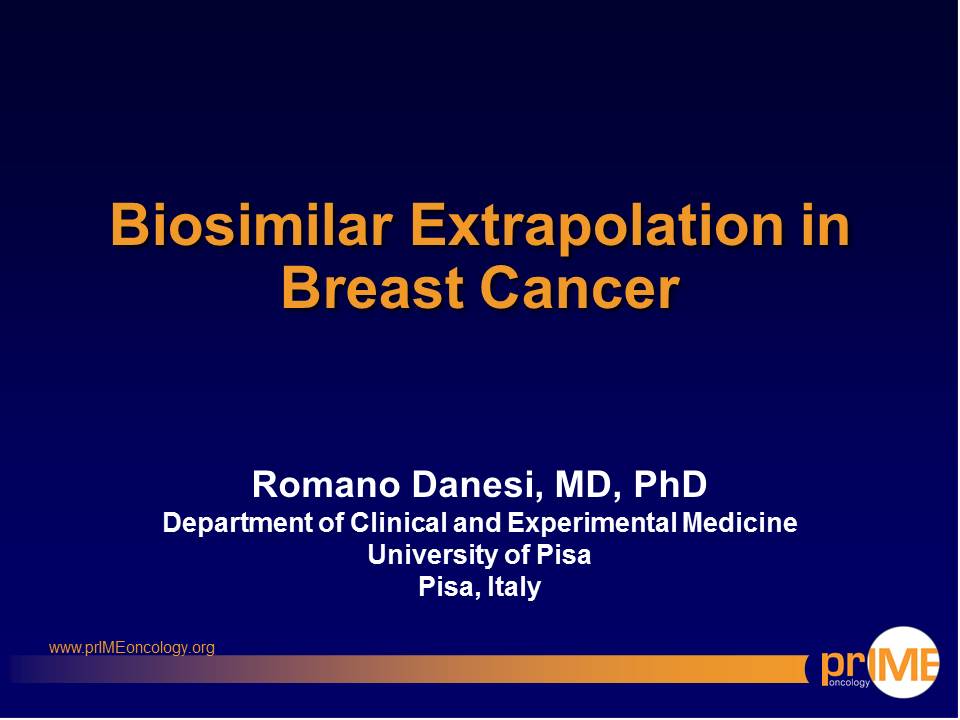 Biosimilar Extrapolation in
Breast Cancer
Romano Danesi, MD, PhD
Department of Clinical and Experimental Medicine
University of Pisa
Pisa, Italy
www.prIMEoncology.org
prIME
oncology